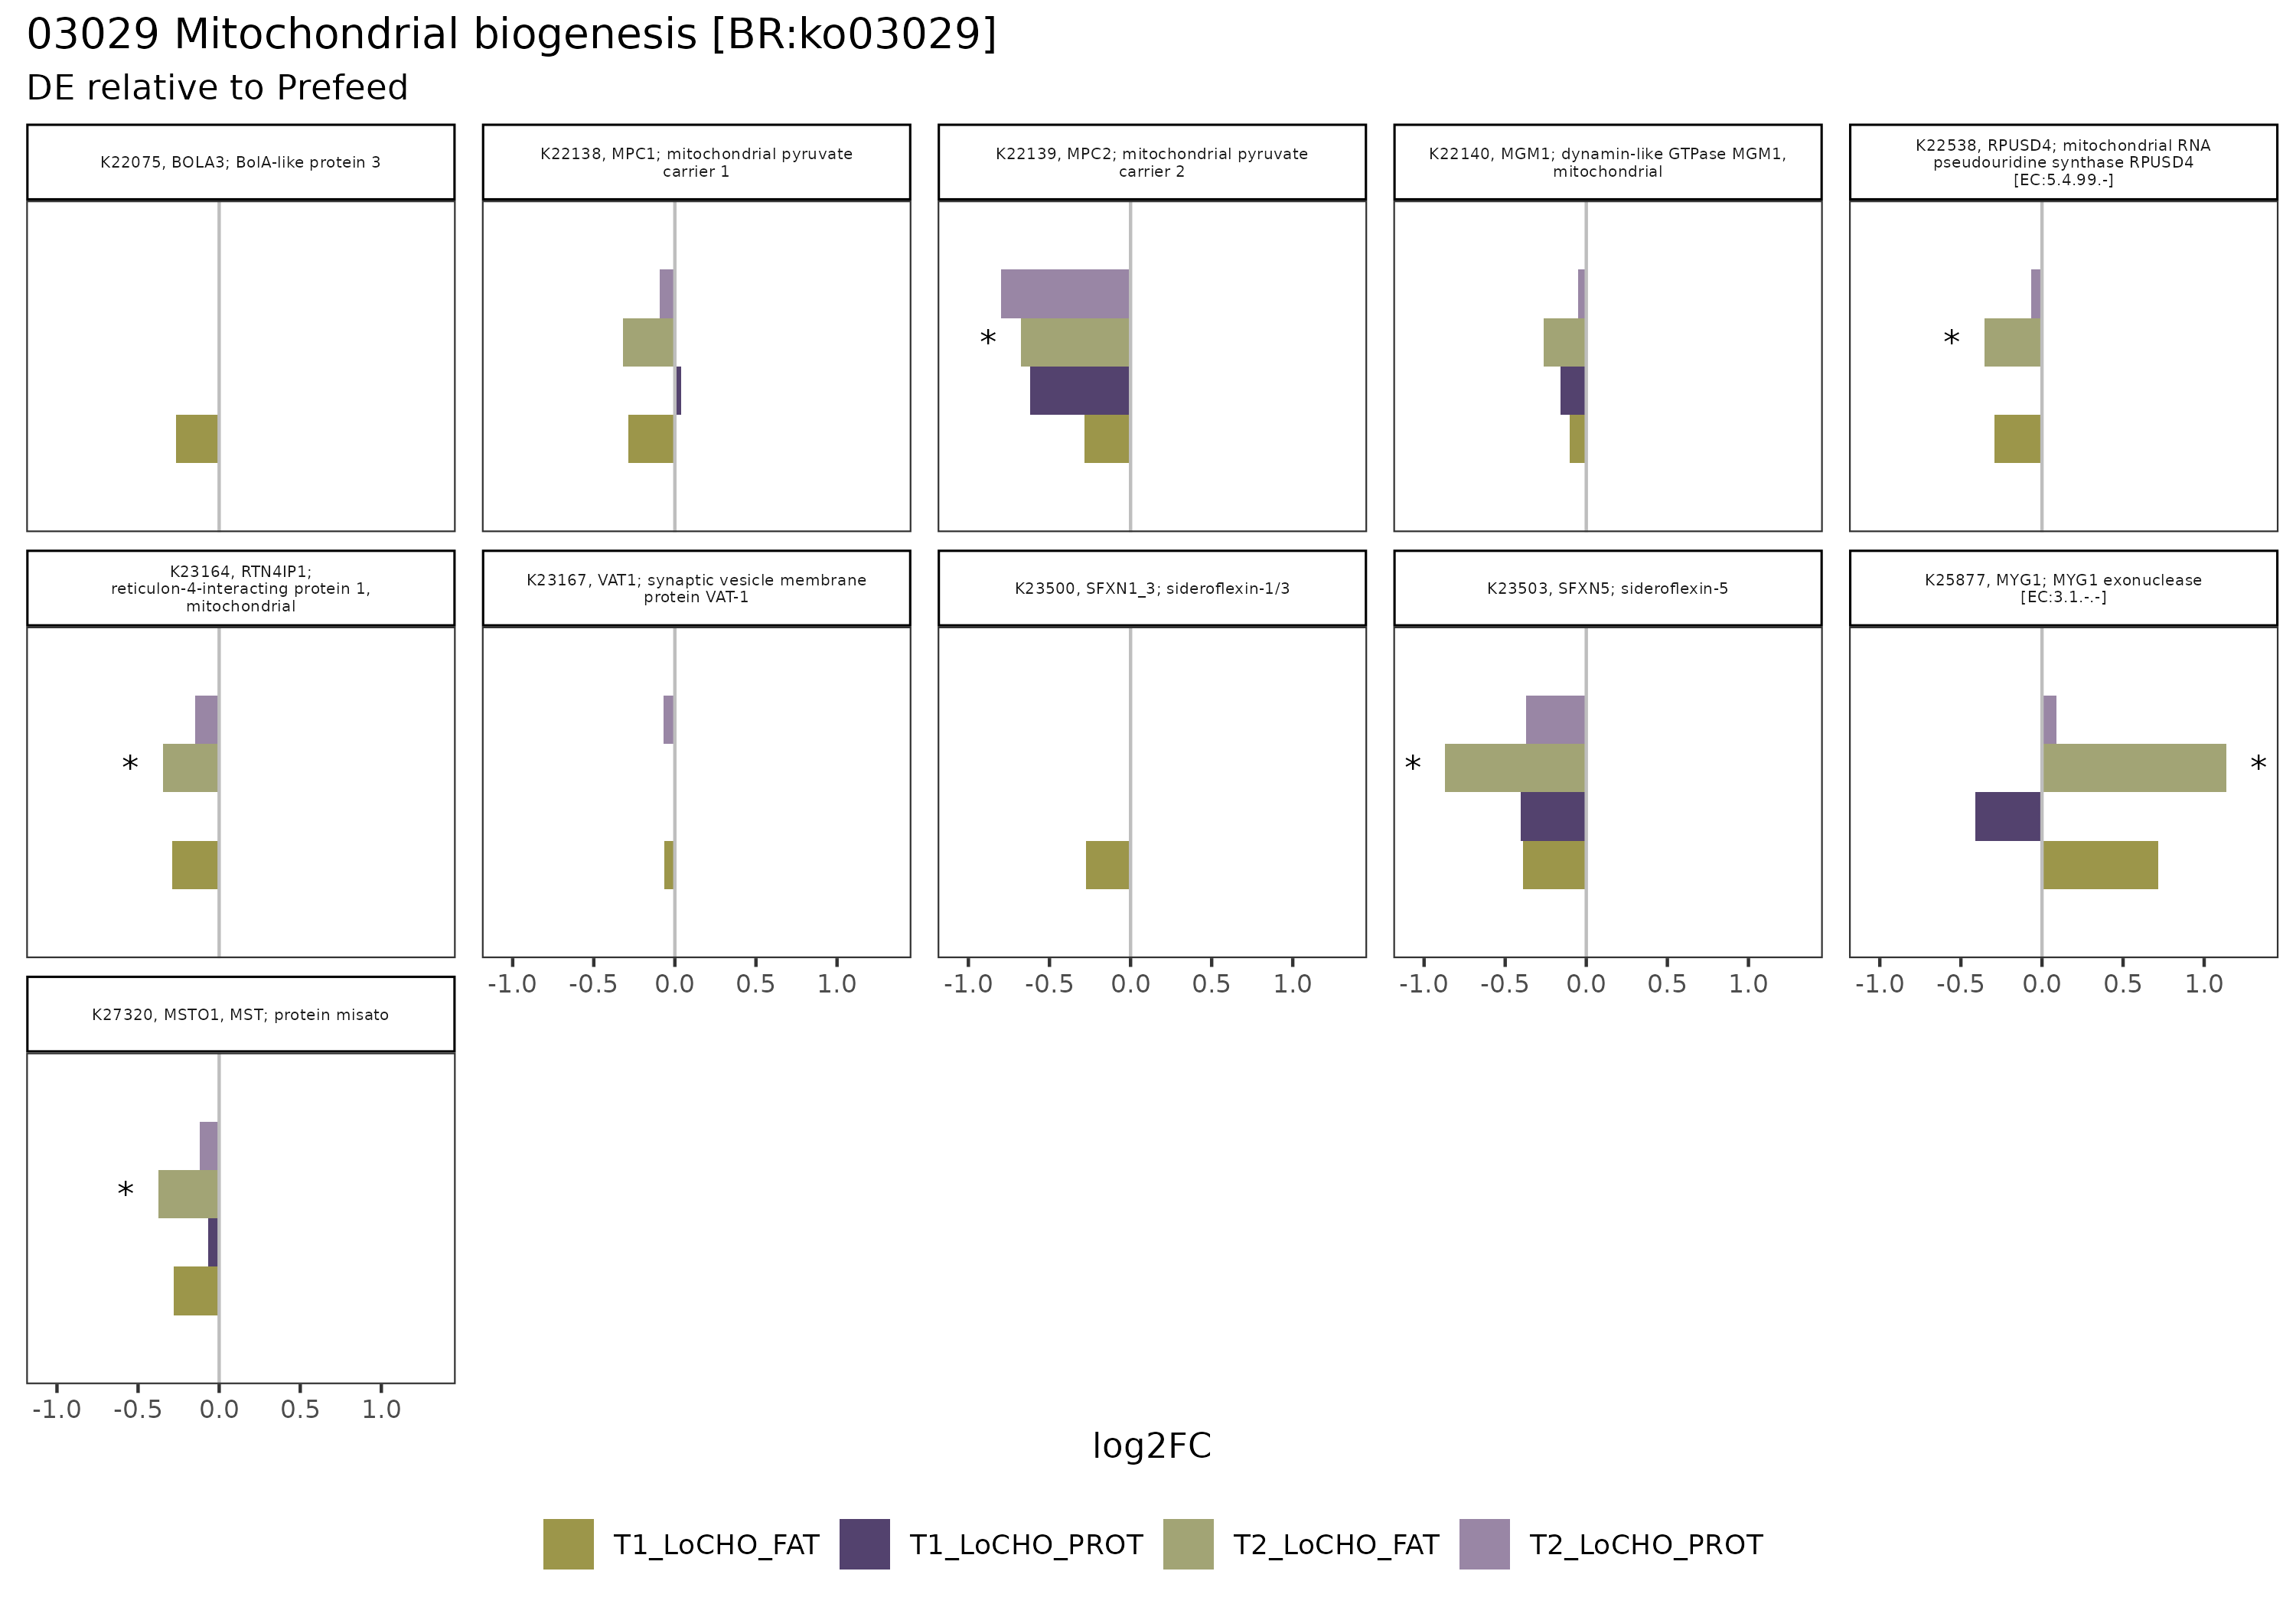 03029 Mitochondrial biogenesis [BR:ko03029]
DE relative to Prefeed
K22075, BOLA3; BolA-like protein 3
K22138, MPC1; mitochondrial pyruvate
carrier 1
K22139, MPC2; mitochondrial pyruvate
carrier 2
K22140, MGM1; dynamin-like GTPase MGM1,
mitochondrial
K22538, RPUSD4; mitochondrial RNA
pseudouridine synthase RPUSD4
[EC:5.4.99.-]
*
*
K23164, RTN4IP1;
reticulon-4-interacting protein 1,
mitochondrial
K23167, VAT1; synaptic vesicle membrane
protein VAT-1
K23500, SFXN1_3; sideroflexin-1/3
K23503, SFXN5; sideroflexin-5
K25877, MYG1; MYG1 exonuclease
[EC:3.1.-.-]
*
*
*
-1.0 -0.5 0.0 0.5 1.0
-1.0 -0.5 0.0 0.5 1.0
-1.0 -0.5 0.0 0.5 1.0
-1.0 -0.5 0.0 0.5 1.0
K27320, MSTO1, MST; protein misato
*
-1.0 -0.5 0.0 0.5 1.0
log2FC
T1_LoCHO_FAT T1_LoCHO_PROT T2_LoCHO_FAT T2_LoCHO_PROT